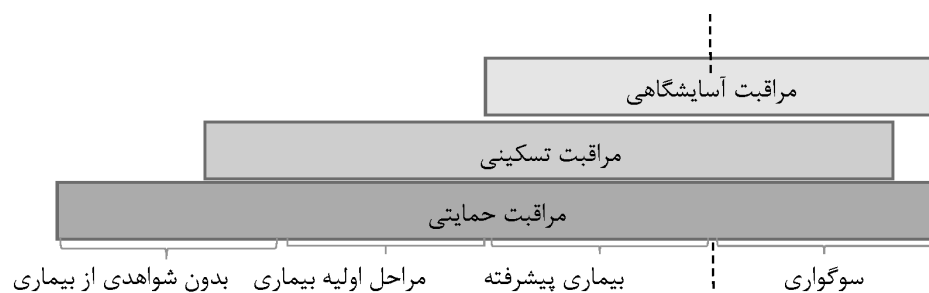 مراقبت آسایشگاهی
مراقبت تسکینی
مراقبت حمایتی
سوگواری بیماری پیشرفته مراحل اولیه بیماری بدون شواهدی از بیماری